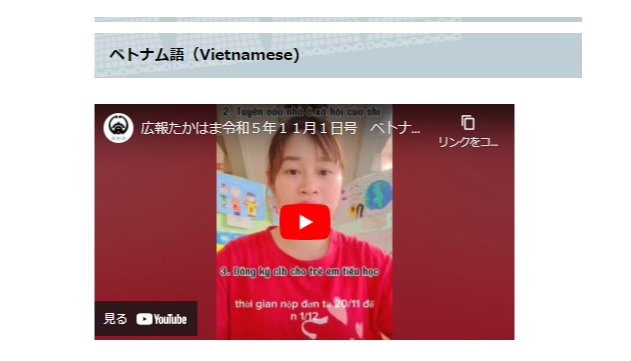 ベトナム語（Vietnamese）
2. Tuyên
広報たかはま令和５年１１月１日号　ベトナ...
リンクをコ...
3. Đăng ký clb cho trẻ em tiểu học
thời gian nộp đơn từ 20/11 đế
n 1/12
見る YouTube